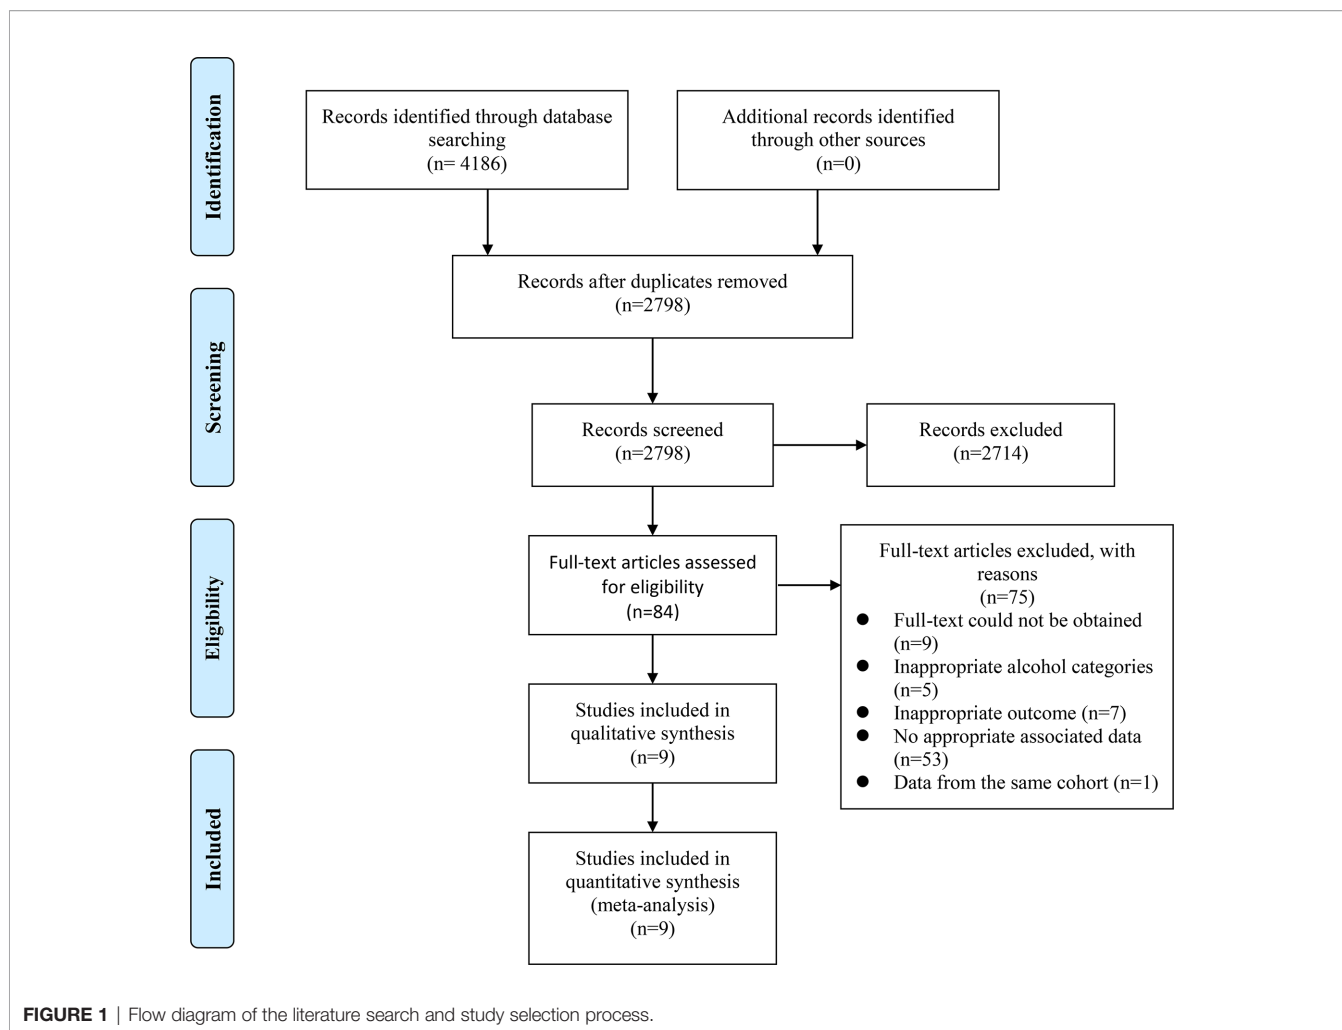 Identification
Records identified through database
searching
(n= 4186)
Additional records identified
through other sources
(n=0)
Records after duplicates removed
(n=2798)
Screening
Records screened
(n=2798)
Records excluded
(n=2714)
Eligibility
Full-text articles assessed
for eligibility
(n=84)
Full-text articles excluded, with
reasons
(n=75)
● Full-text could not be obtained
(n=9)
● Inappropriate alcohol categories
(n=5)
● Inappropriate outcome (n=7)
● No appropriate associated data
(n=53)
● Data from the same cohort (n=1)
Studies included in
qualitative synthesis
(n=9)
Included
Studies included in
quantitative synthesis
(meta-analysis)
(n=9)
FIGURE 1 | Flow diagram of the literature search and study selection process.